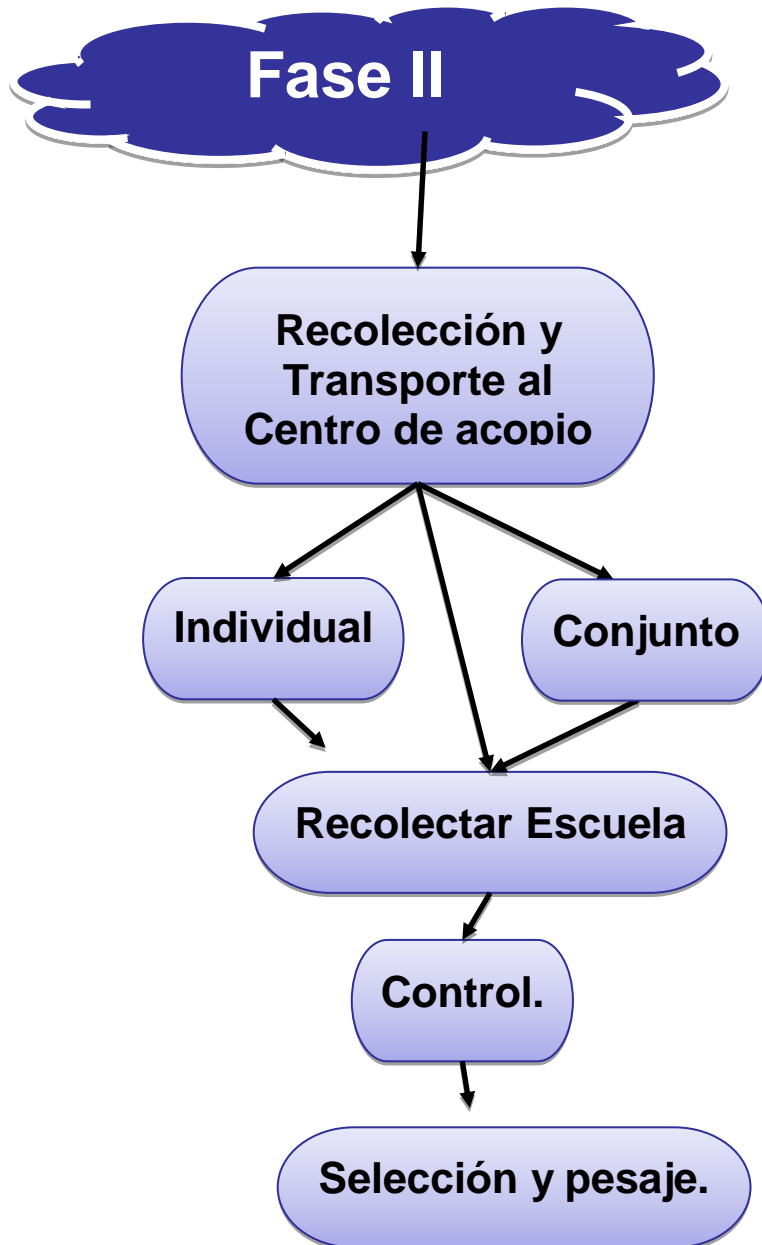 Fase II
Recolección y
Transporte al
Centro de acopio
Individual
Conjunto
Recolectar Escuela
Control.
Selección y pesaje.